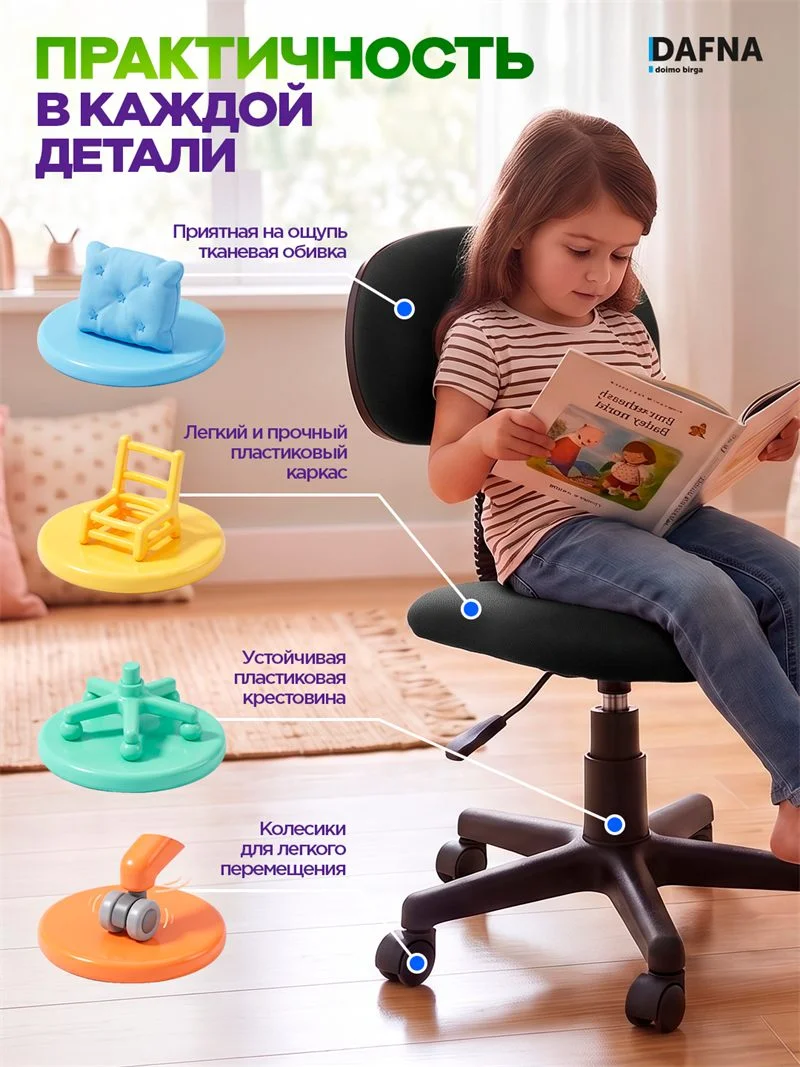 ПРАКТИЧНОСТЬ
В КАЖДОЙ
ДЕТАЛИ
DAFNA
doimo birga
Приятная на ощупь
тканевая обивка
Легкий и прочный
пластиковый
каркас
Устойчивая
пластиковая
крестовина
Колесики
для легкого
перемещения